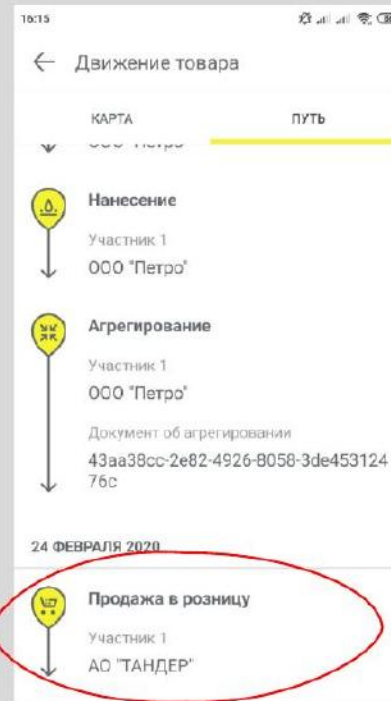 16:15
Движение товара
КАРТА
ПУТЬ
Нанесение
Участник 1
ООО "Петро"
Агрегирование
Участник 1
ООО "Петро"
Документ об агрегировании
43aa38cc-2e82-4926-8058-3de453124
76c
24 ФЕВРАЛЯ 2020
Продажа в розницу
Участник 1
АО "ТАНДЕР"